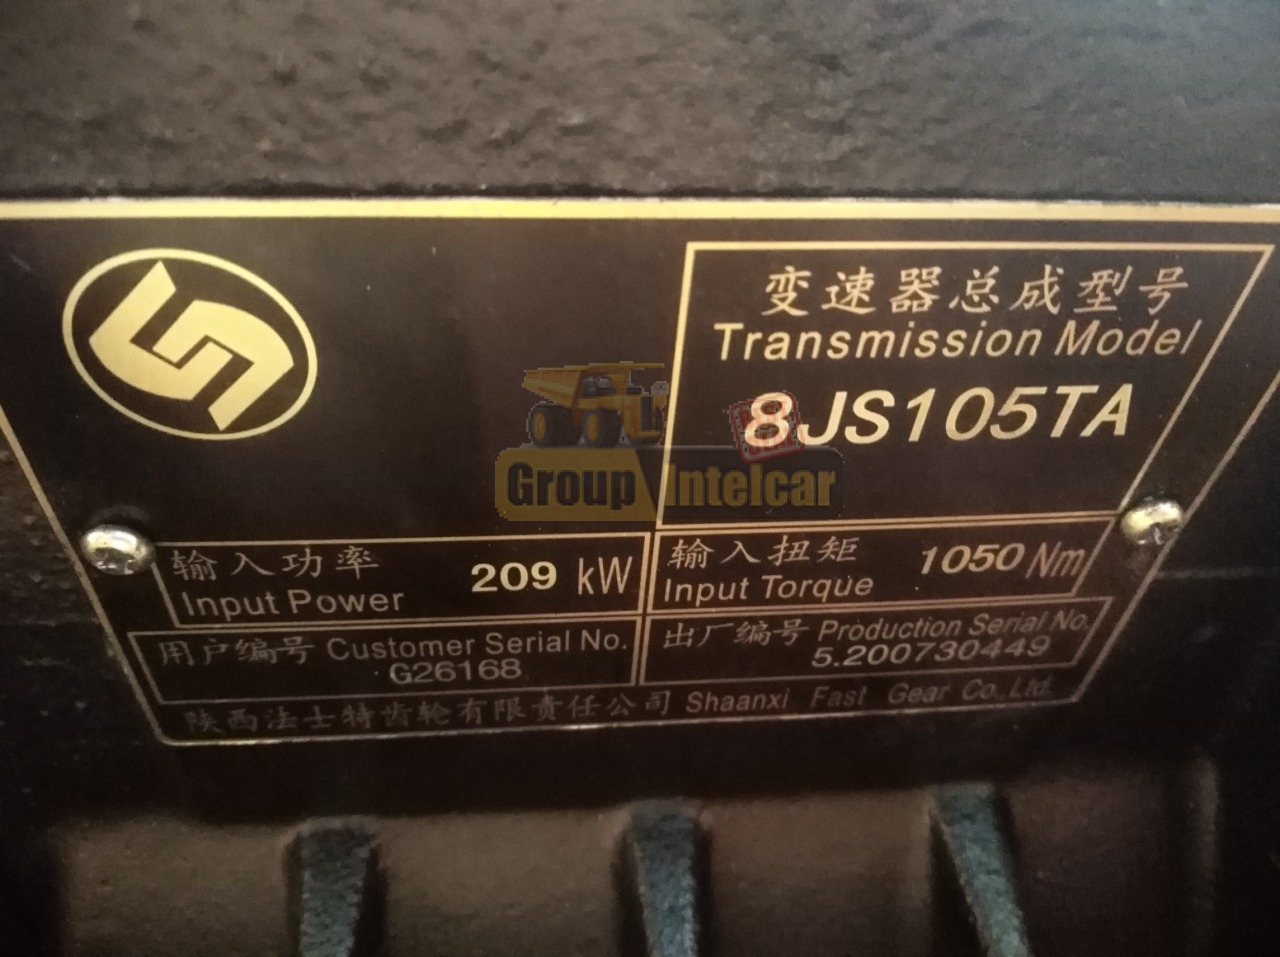 变速器总成型号
Transmission Model
8JS105TA
Group Intelcar
输入功率
Input Power
209 kW
输入扭矩
Input Torque
1050 Nm
用户编号 Customer Serial No.
G26168
出厂编号 Production Serial No.
5.200730449
陕西法士特齿轮有限责任公司 Shaanxi Fast Gear Co., Ltd.